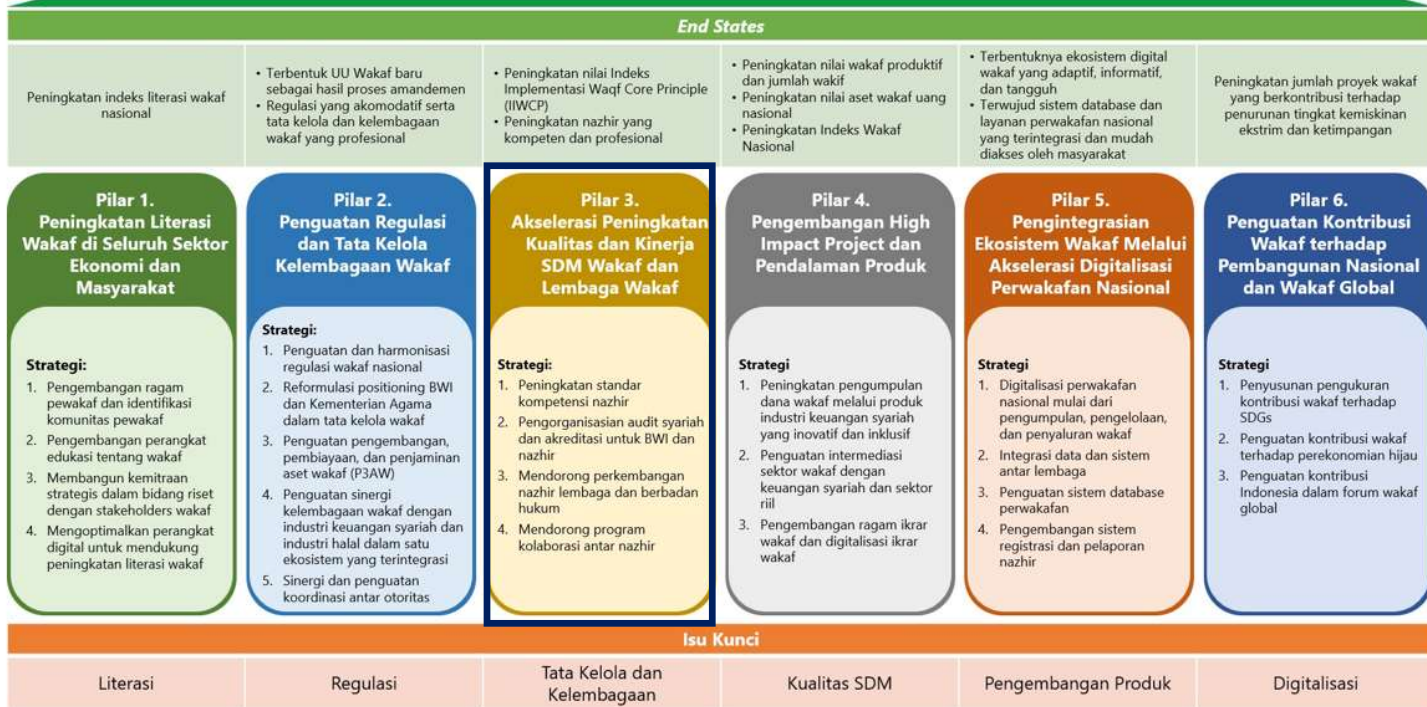 End States
Peningkatan indeks literasi wakaf
nasional
• Terbentuk UU Wakaf baru
sebagai hasil proses amandemen
• Regulasi yang akomodatif serta
tata kelola dan kelembagaan
wakaf yang profesional
• Peningkatan nilai Indeks
Implementasi Waqf Core Principle
(IIWCP)
• Peningkatan nazhir yang
kompeten dan profesional
• Peningkatan nilai wakaf produktif
dan jumlah wakif
• Peningkatan nilai aset wakaf uang
nasional
• Peningkatan Indeks Wakaf
Nasional
• Terbentuknya ekosistem digital
wakaf yang adaptif, informatif,
dan tangguh
• Terwujud sistem database dan
layanan perwakafan nasional
yang terintegrasi dan mudah
diakses oleh masyarakat
Peningkatan jumlah proyek wakaf
yang berkontribusi terhadap
penurunan tingkat kemiskinan
ekstrim dan ketimpangan
Pilar 1.
Peningkatan Literasi
Wakaf di Seluruh Sektor
Ekonomi dan
Masyarakat
Strategi:
1. Pengembangan ragam
pewakaf dan identifikasi
komunitas pewakaf
2. Pengembangan perangkat
edukasi tentang wakaf
3. Membangun kemitraan
strategis dalam bidang riset
dengan stakeholders wakaf
4. Mengoptimalkan perangkat
digital untuk mendukung
peningkatan literasi wakaf
Pilar 2.
Penguatan Regulasi
dan Tata Kelola
Kelembagaan Wakaf
Strategi:
1. Penguatan dan harmonisasi
regulasi wakaf nasional
2. Reformulasi positioning BWI
dan Kementerian Agama
dalam tata kelola wakaf
3. Penguatan pengembangan,
pembiayaan, dan penjaminan
aset wakaf (P3AW)
4. Penguatan sinergi
kelembagaan wakaf dengan
industri keuangan syariah dan
industri halal dalam satu
ekosistem yang terintegrasi
5. Sinergi dan penguatan
koordinasi antar otoritas
Pilar 3.
Akselerasi Peningkatan
Kualitas dan Kinerja
SDM Wakaf dan
Lembaga Wakaf
Strategi:
1. Peningkatan standar
kompetensi nazhir
2. Pengorganisasian audit syariah
dan akreditasi untuk BWI dan
nazhir
3. Mendorong perkembangan
nazhir lembaga dan berbadan
hukum
4. Mendorong program
kolaborasi antar nazhir
Pilar 4.
Pengembangan High
Impact Project dan
Pendalaman Produk
Strategi
1. Peningkatan pengumpulan
dana wakaf melalui produk
industri keuangan syariah
yang inovatif dan inklusif
2. Penguatan intermediasi
sektor wakaf dengan
keuangan syariah dan sektor
riil
3. Pengembangan ragam ikrar
wakaf dan digitalisasi ikrar
wakaf
Pilar 5.
Pengintegrasian
Ekosistem Wakaf Melalui
Akselerasi Digitalisasi
Perwakafan Nasional
Strategi
1. Digitalisasi perwakafan
nasional mulai dari
pengumpulan, pengelolaan,
dan penyaluran wakaf
2. Integrasi data dan sistem
antar lembaga
3. Penguatan sistem database
perwakafan
4. Pengembangan sistem
registrasi dan pelaporan
nazhir
Pilar 6.
Penguatan Kontribusi
Wakaf terhadap
Pembangunan Nasional
dan Wakaf Global
Strategi
1. Penyusunan pengukuran
kontribusi wakaf terhadap
SDGs
2. Penguatan kontribusi wakaf
terhadap perekonomian hijau
3. Penguatan kontribusi
Indonesia dalam forum wakaf
global
Isu Kunci
Literasi
Regulasi
Tata Kelola dan
Kelembagaan
Kualitas SDM
Pengembangan Produk
Digitalisasi